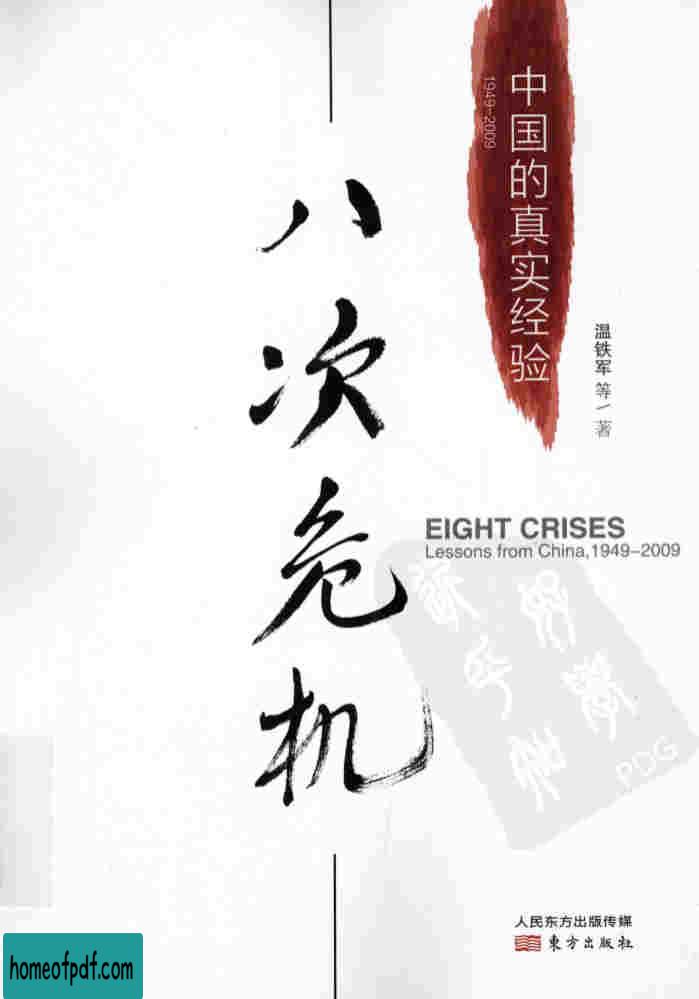 中国的真实经验
1949-2009
八次危机
温铁军 等 / 著
EIGHT CRISES
Lessons from China, 1949-2009
PDG
人民东方出版传媒
东方出版社
homeofpdf.com